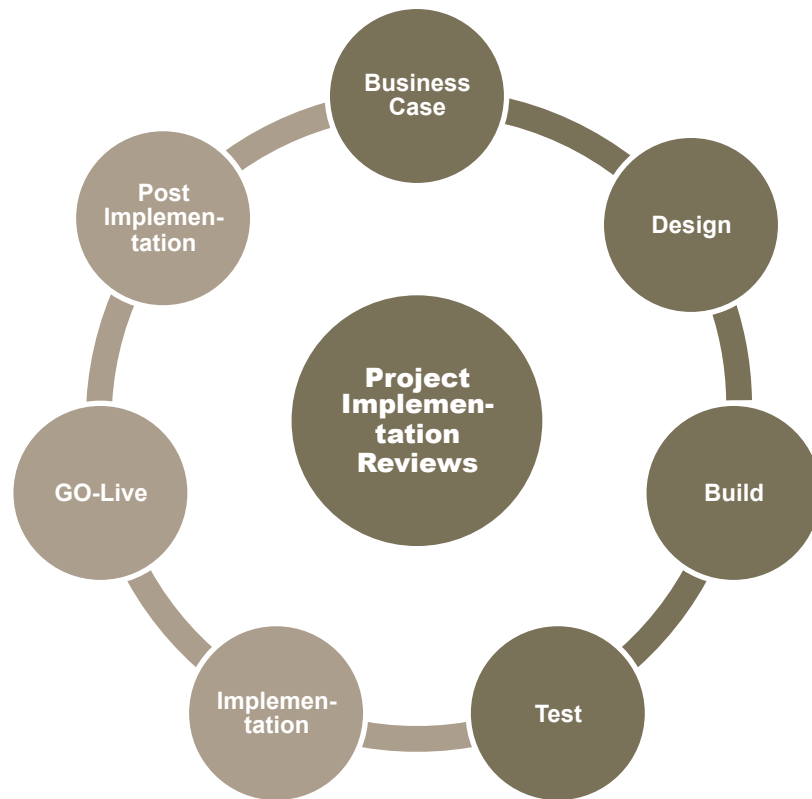 Business
Case
Design
Build
Test
Implemen-
tation
GO-Live
Post
Implemen-
tation
Project
Implemen-
tation
Reviews